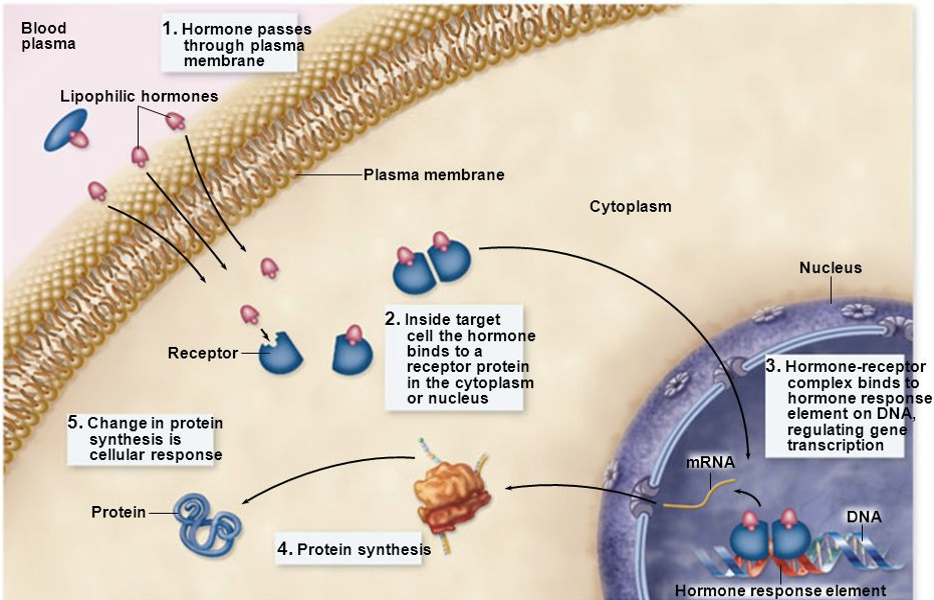 Blood
plasma
1. Hormone passes
through plasma
membrane
Lipophilic hormones
Plasma membrane
Cytoplasm
Nucleus
2. Inside target
cell the hormone
binds to a
receptor protein
in the cytoplasm
or nucleus
Receptor
3. Hormone-receptor
complex binds to
hormone response
element on DNA,
regulating gene
transcription
5. Change in protein
synthesis is
cellular response
mRNA
Protein
DNA
4. Protein synthesis
Hormone response element